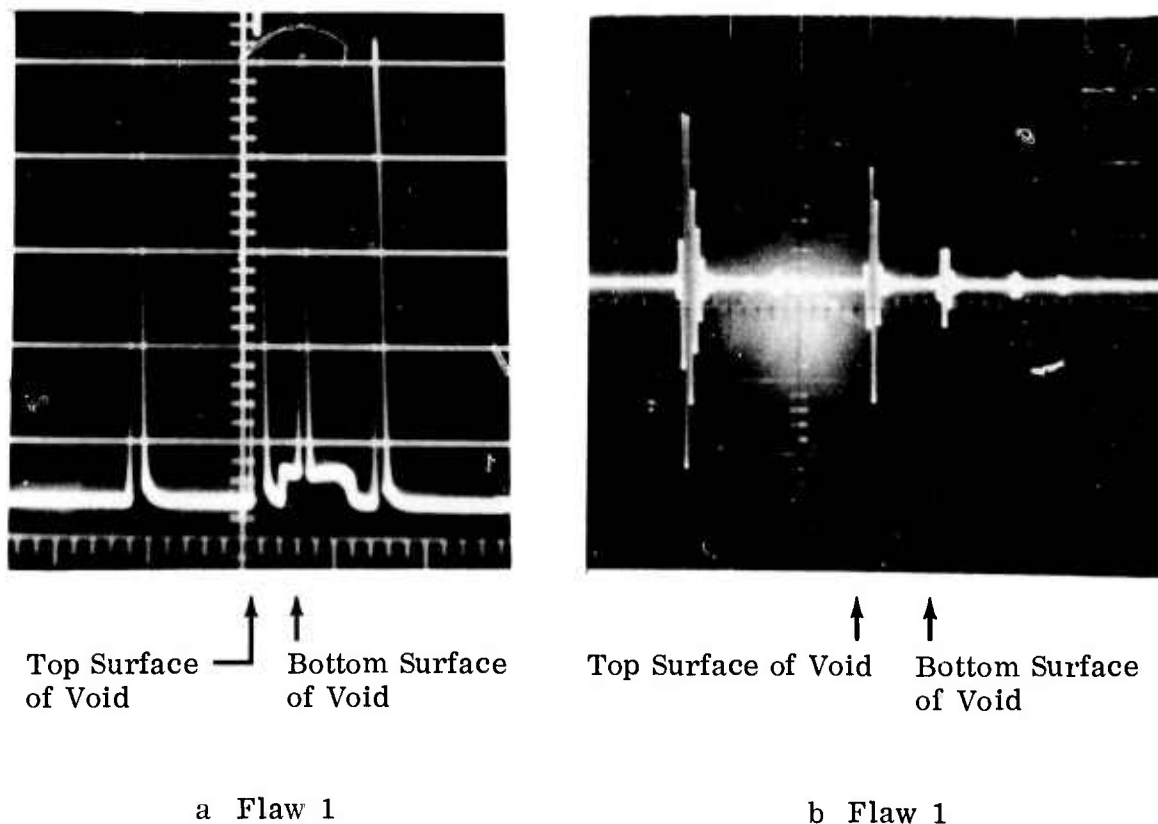 Top Surface
of Void
Bottom Surface
of Void
Top Surface of Void
Bottom Surface
of Void
a Flaw 1
b Flaw 1